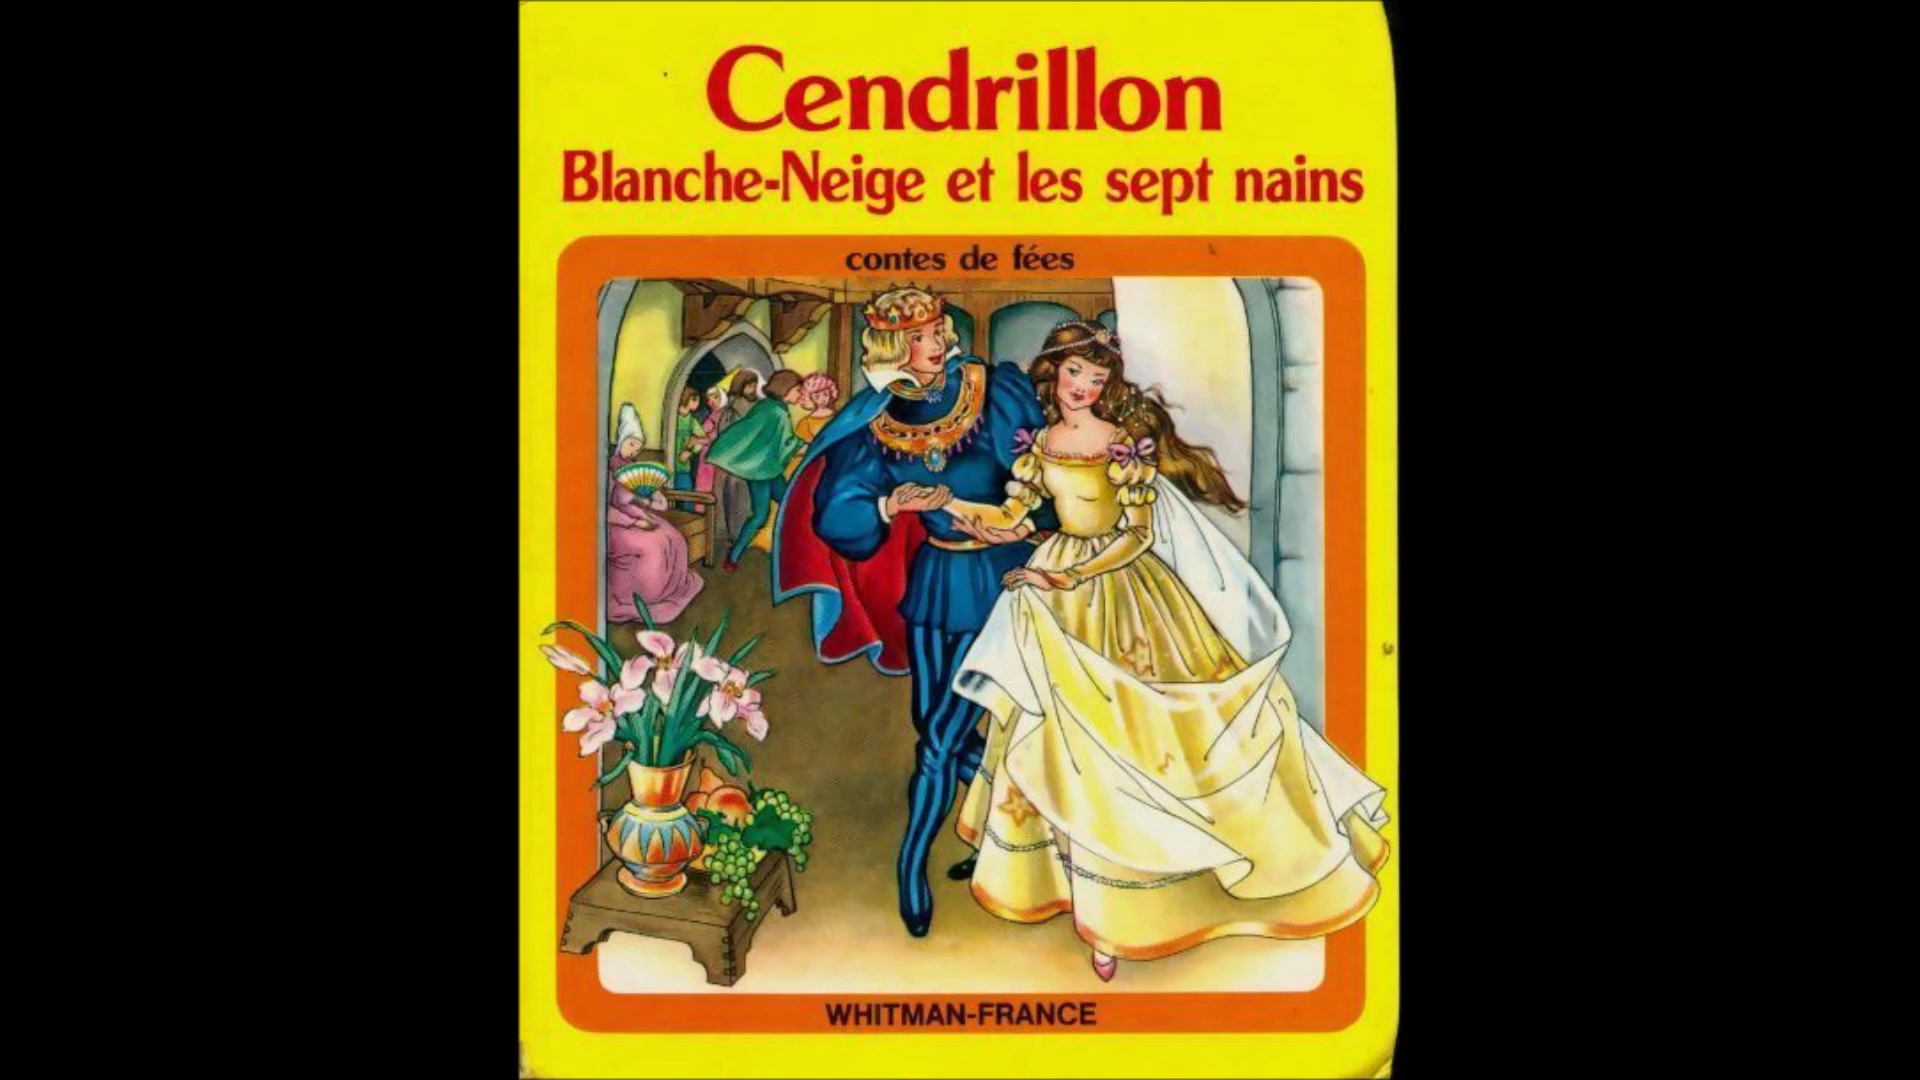 Cendrillon
Blanche-Neige et les sept nains
contes de fées
WHITMAN-FRANCE